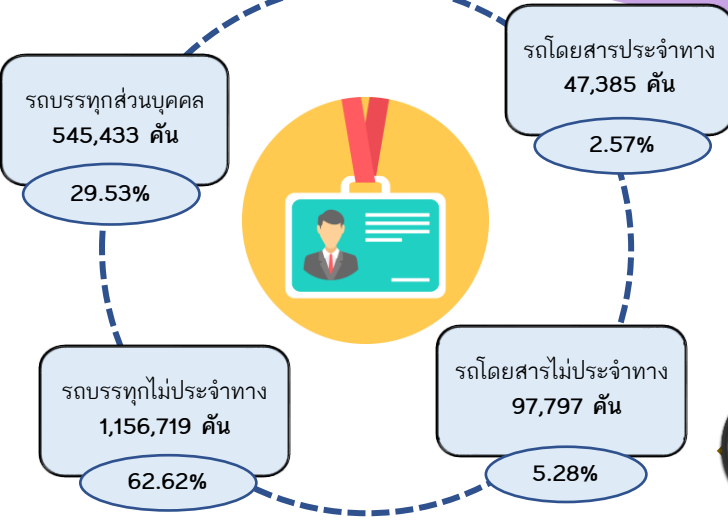 รถโดยสารประจำทาง
47,385 คัน
2.57%
รถบรรทุกส่วนบุคคล
545,433 คัน
29.53%
รถโดยสารไม่ประจำทาง
97,797 คัน
5.28%
รถบรรทุกไม่ประจำทาง
1,156,719 คัน
62.62%